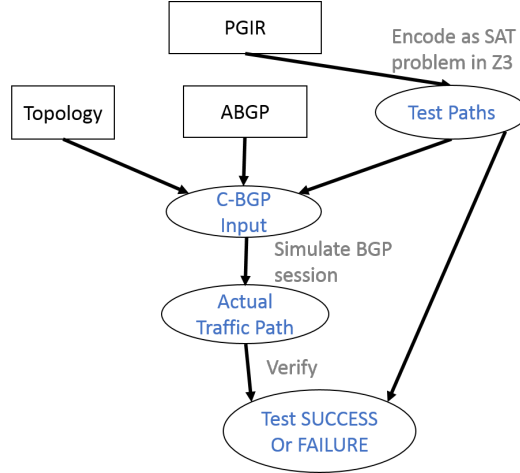 PGIR
Encode as SAT
problem in Z3
Topology
ABGP
Test Paths
C-BGP
Input
Simulate BGP
session
Actual
Traffic Path
Verify
Test SUCCESS
Or FAILURE